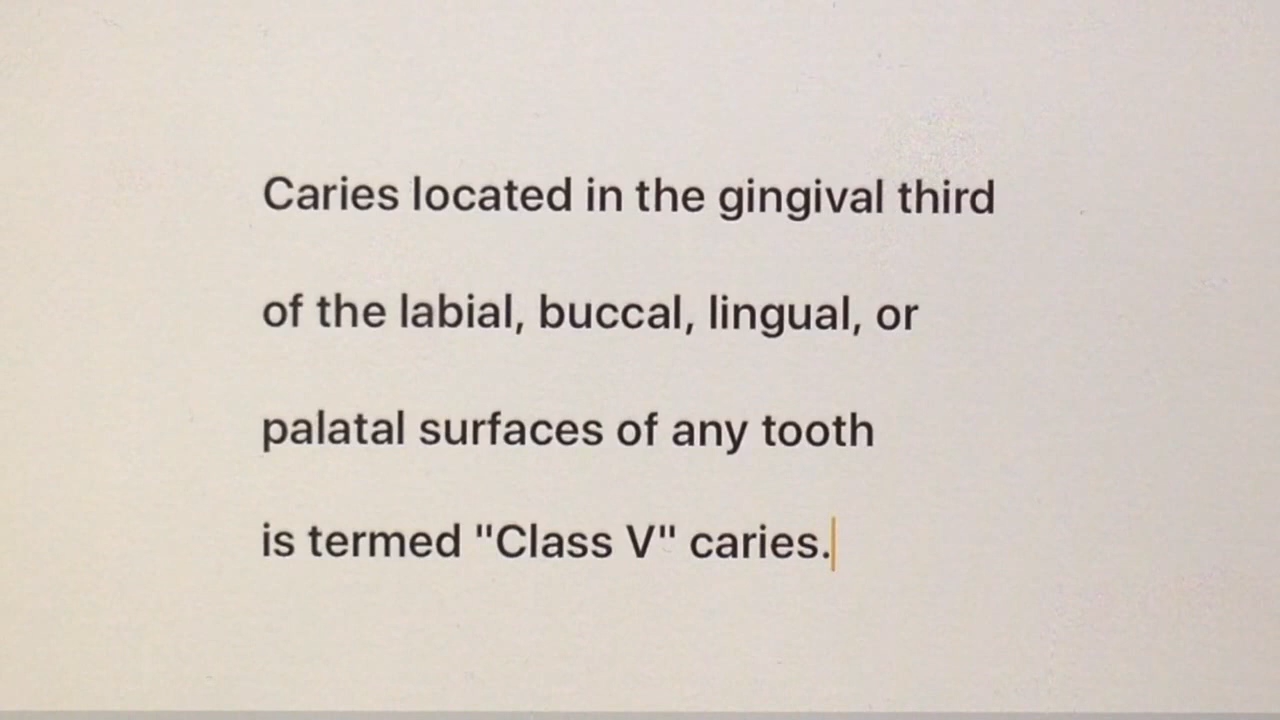 Caries located in the gingival third
of the labial, buccal, lingual, or
palatal surfaces of any tooth
is termed "Class V" caries.